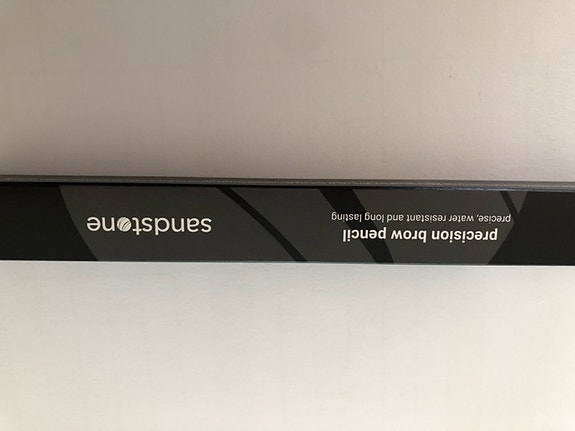 precision brow pencil
precise, water resistant and long lasting
sandstone